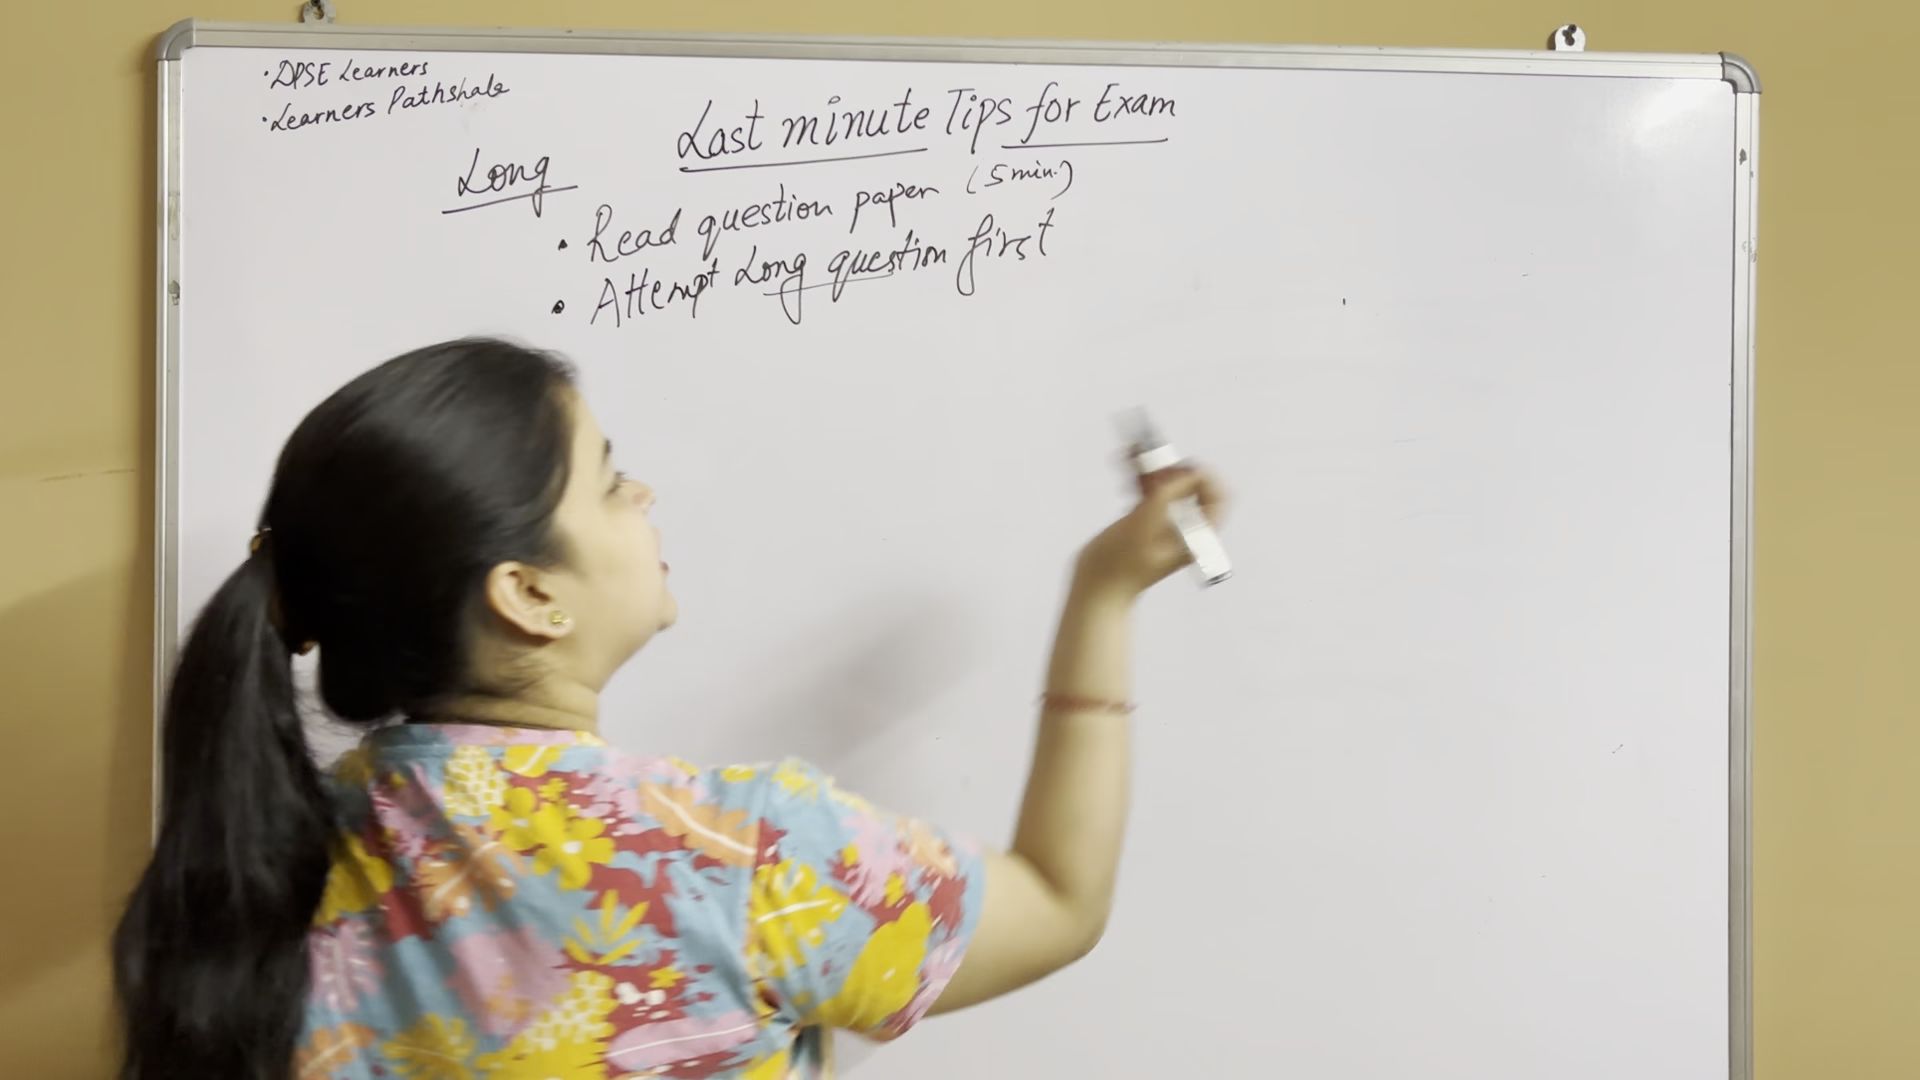 · DPSE Learners
· Learners Pathshala
Last minute Tips for Exam
Long
• Read question paper (5 min.)
• Attempt Long question first